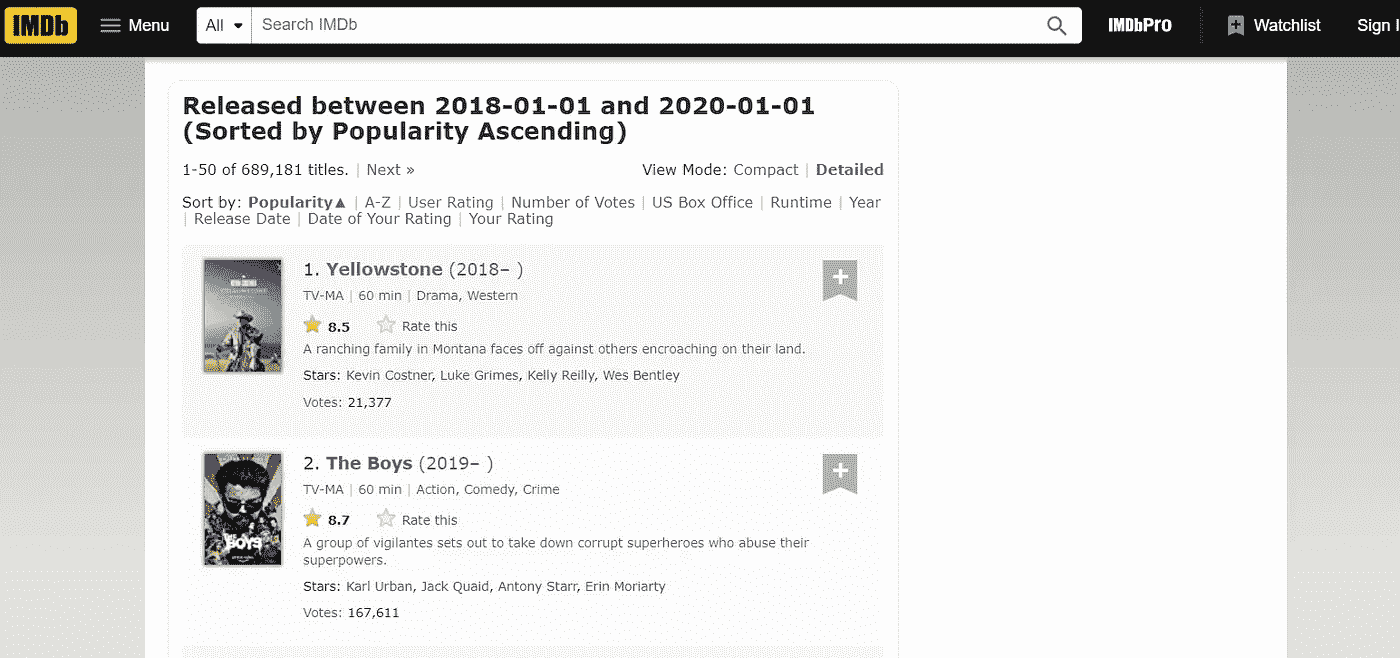 IMDb Menu All Search IMDb IMDbPro Watchlist Sign I
Released between 2018-01-01 and 2020-01-01
(Sorted by Popularity Ascending)
1-50 of 689,181 titles. | Next » View Mode: Compact | Detailed
Sort by: Popularity▲ | A-Z | User Rating | Number of Votes | US Box Office | Runtime | Year
| Release Date | Date of Your Rating | Your Rating
1. Yellowstone (2018– )
TV-MA | 60 min | Drama, Western
8.5 Rate this
A ranching family in Montana faces off against others encroaching on their land.
Stars: Kevin Costner, Luke Grimes, Kelly Reilly, Wes Bentley
Votes: 21,377
2. The Boys (2019– )
TV-MA | 60 min | Action, Comedy, Crime
8.7 Rate this
A group of vigilantes sets out to take down corrupt superheroes who abuse their
superpowers.
Stars: Karl Urban, Jack Quaid, Antony Starr, Erin Moriarty
Votes: 167,611
THE BOYS